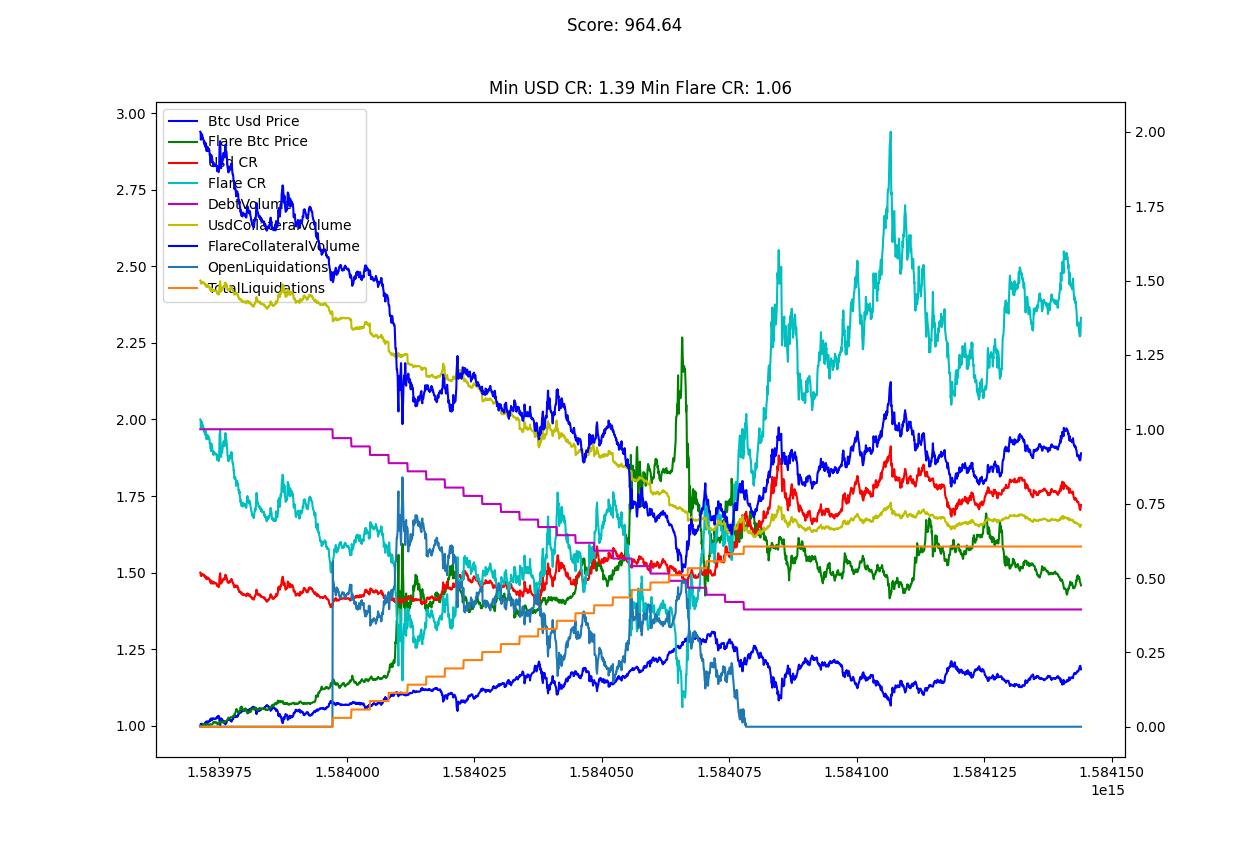 Score: 964.64
Min USD CR: 1.39 Min Flare CR: 1.06
3.00
2.75
2.50
2.25
2.00
1.75
1.50
1.25
1.00
Btc Usd Price
Flare Btc Price
Usd CR
Flare CR
DebtVolume
UsdCollateralVolume
FlareCollateralVolume
OpenLiquidations
TotalLiquidations
2.00
1.75
1.50
1.25
1.00
0.75
0.50
0.25
0.00
1.583975 1.584000 1.584025 1.584050 1.584075 1.584100 1.584125 1.584150
1e15